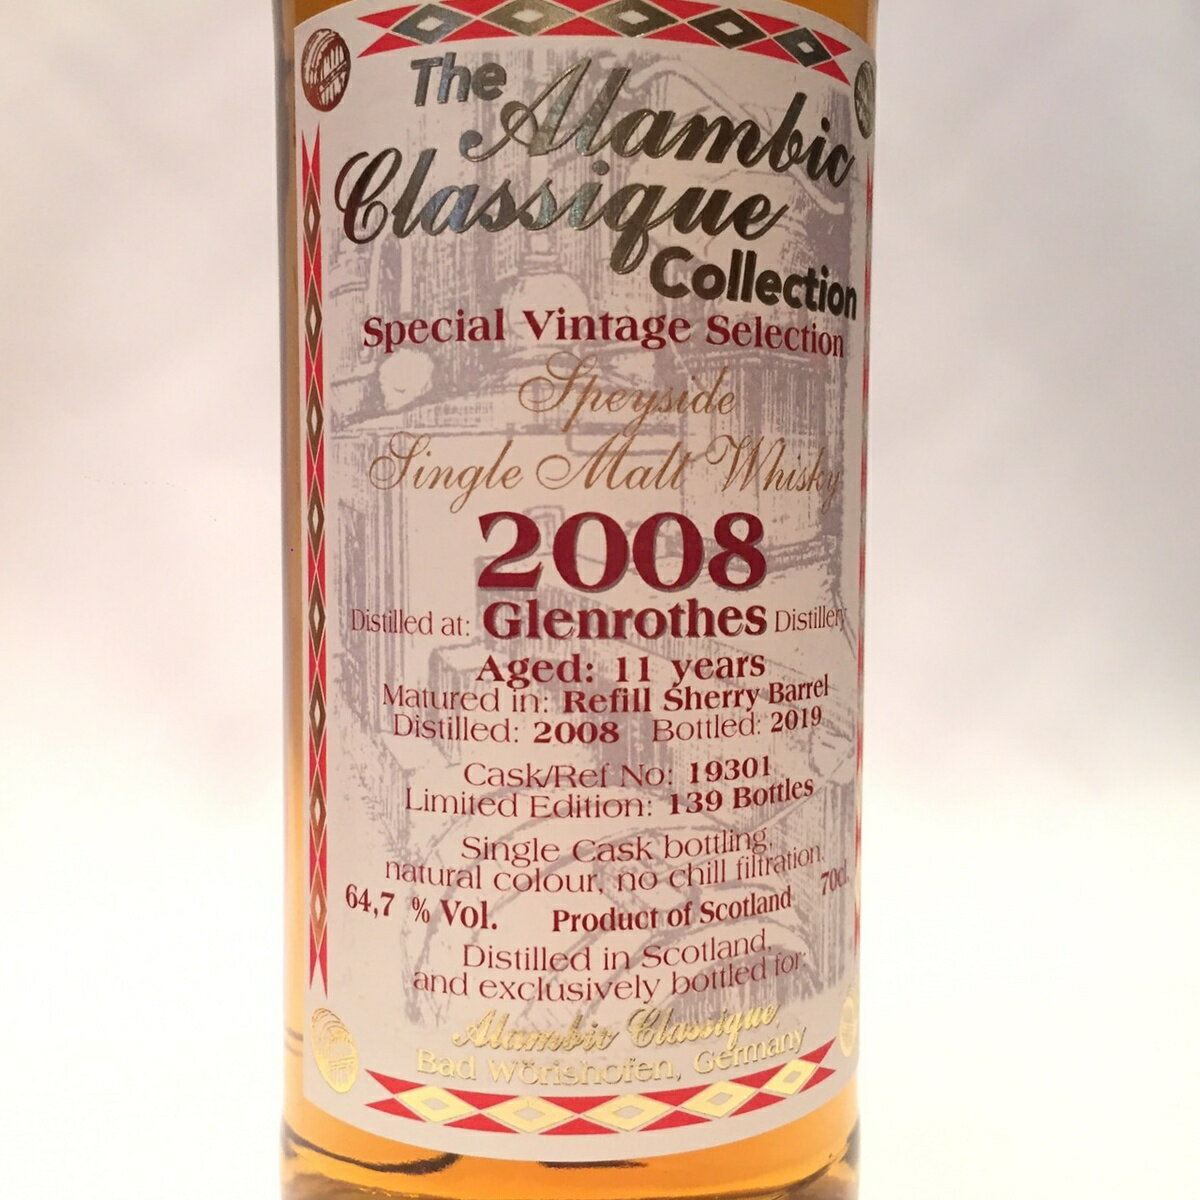 The
Alambic
Classique
Collection
Special Vintage Selection
Speyside
Single Malt Whisky
2008
Distilled at: Glenrothes Distillery
Aged: 11 years
Matured in: Refill Sherry Barrel
Distilled: 2008 Bottled: 2019
Cask/Ref No: 19301
Limited Edition: 139 Bottles
Single Cask bottling,
natural colour, no chill filtration.
64,7 % Vol. Product of Scotland 70cl.
Distilled in Scotland,
and exclusively bottled for:
Alambic Classique
Bad Wörishofen, Germany